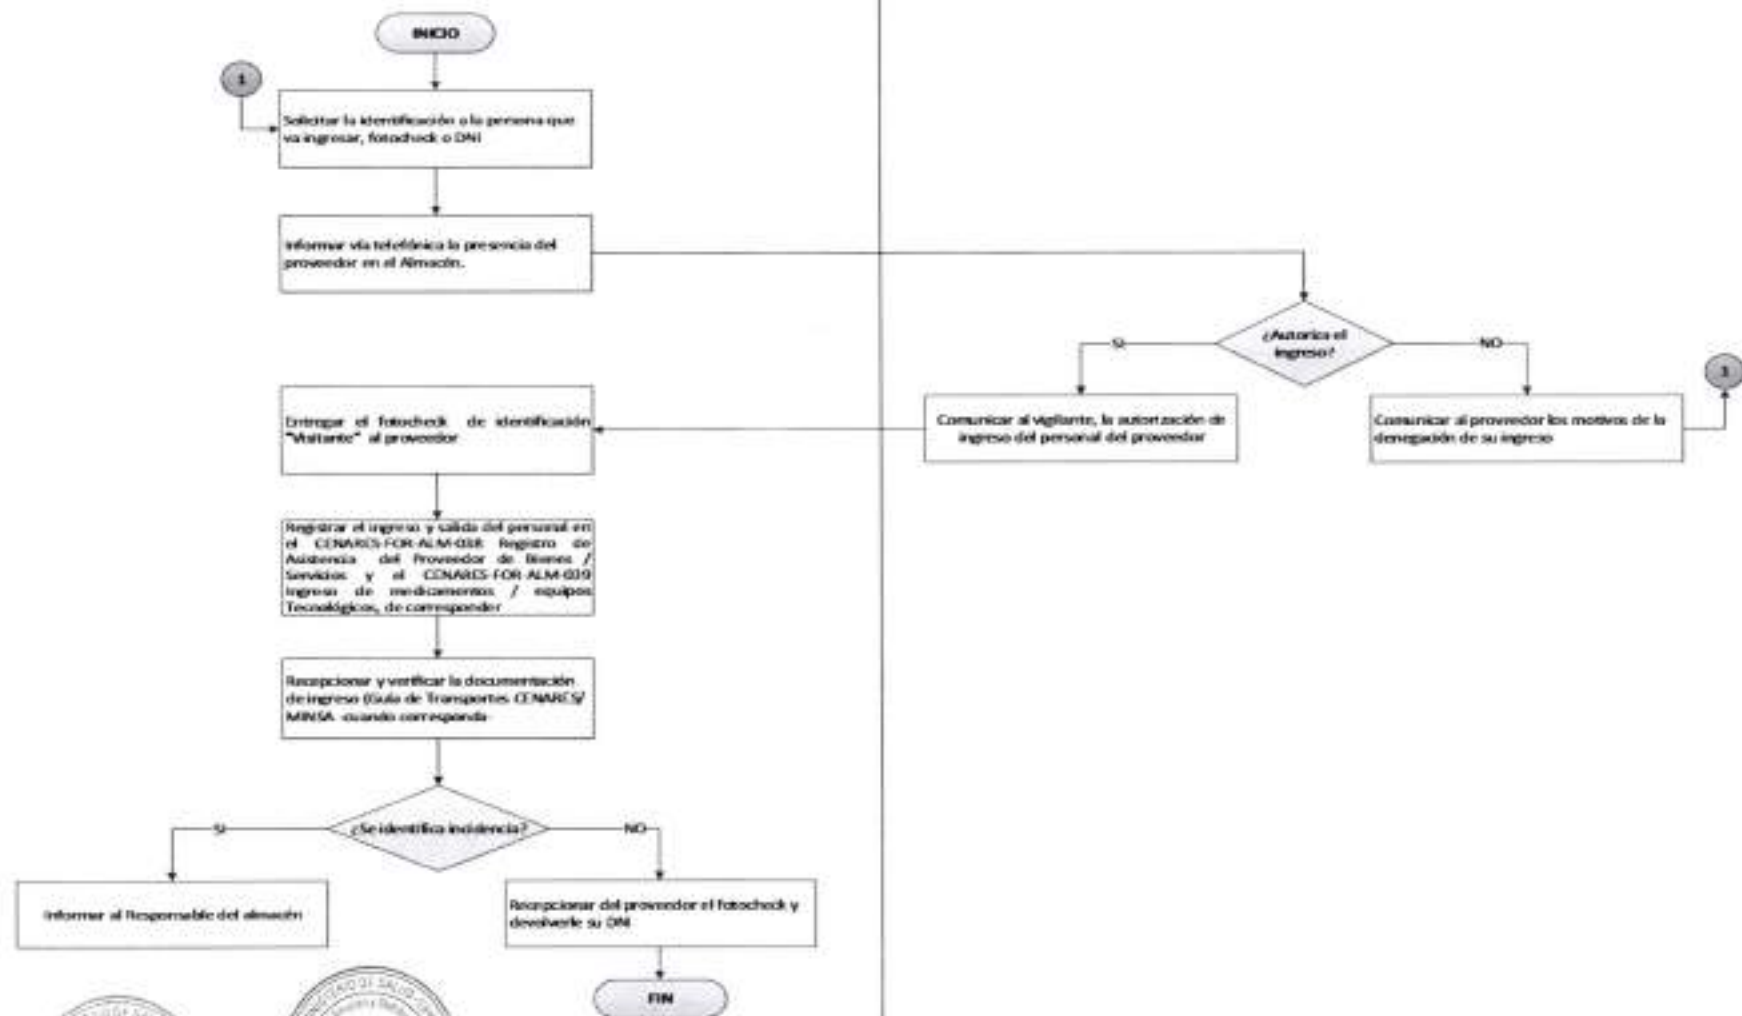 INICIO
1
Solicitar la identificación a la persona que
va ingresar, fotocheck o DNI
Informar vía telefónica la presencia del
proveedor en el Almacén.
¿Autoriza el
ingreso?
SI
NO
1
Entregar el fotocheck de identificación
"Visitante" al proveedor
Comunicar al vigilante, la autorización de
ingreso del personal del proveedor
Comunicar al proveedor los motivos de la
denegación de su ingreso
Registrar el ingreso y salida del personal en
el CENARES-FOR-ALM-038 Registro de
Asistencia del Proveedor de Bienes /
Servicios y el CENARES-FOR-ALM-039
Ingreso de medicamentos / equipos
Tecnológicos, de corresponder
Recepcionar y verificar la documentación
de ingreso (Guía de Transportes CENARES/
MINSA -cuando corresponda-
¿Se identifica incidencia?
SI
NO
Informar al Responsable del almacén
Recepcionar del proveedor el fotocheck y
devolverle su DNI
FIN
MINISTERIO DE SALUD